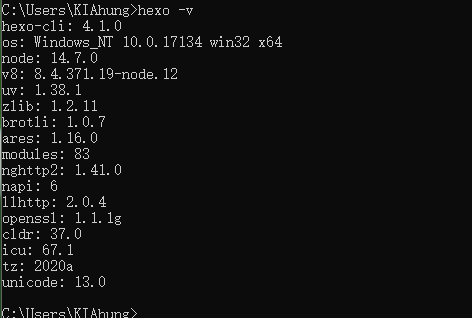 C:\Users\KIAhung>hexo -v
hexo-cli: 4.1.0
os: Windows_NT 10.0.17134 win32 x64
node: 14.7.0
v8: 8.4.371.19-node.12
uv: 1.38.1
zlib: 1.2.11
brotli: 1.0.7
ares: 1.16.0
modules: 83
nghttp2: 1.41.0
napi: 6
llhttp: 2.0.4
openssl: 1.1.1g
cldr: 37.0
icu: 67.1
tz: 2020a
unicode: 13.0
C:\Users\KIAhung>